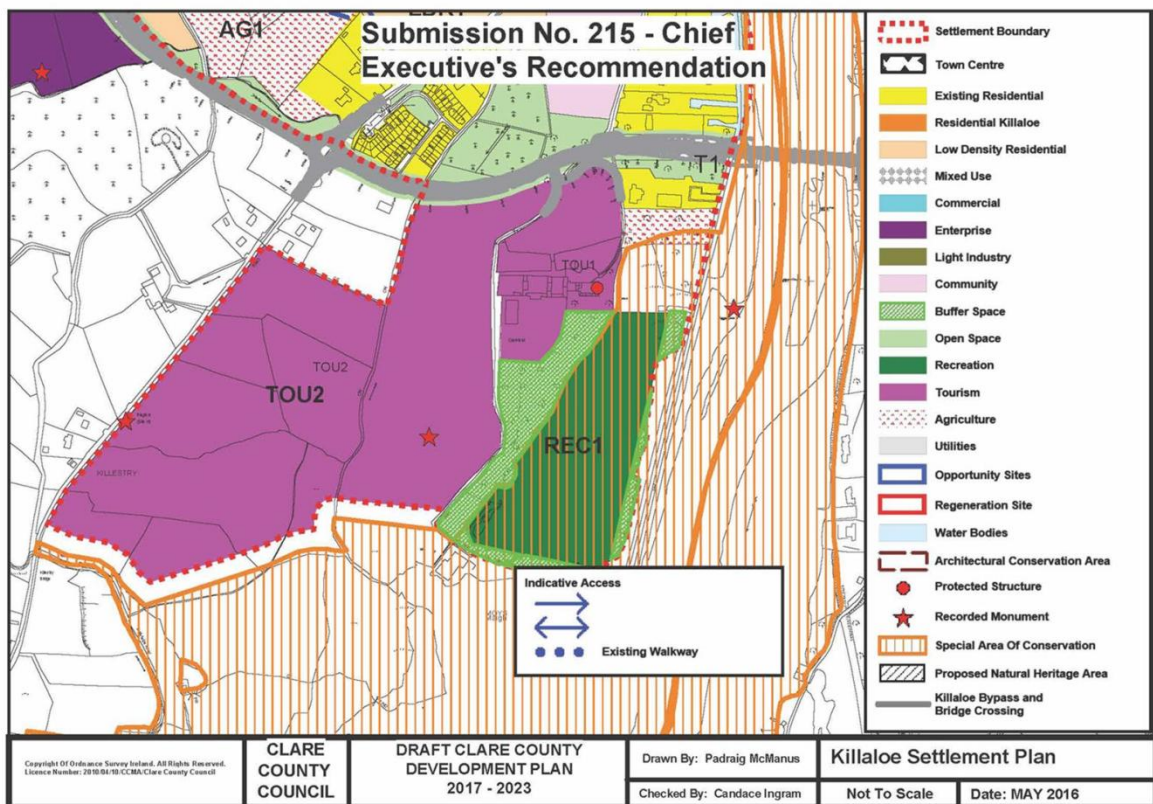 Submission No. 215 - Chief
Executive's Recommendation
AG1
T1
TOU1
TOU2
TOU2
REC1
KILLESTRY
Indicative Access
Existing Walkway
Settlement Boundary
Town Centre
Existing Residential
Residential Killaloe
Low Density Residential
Mixed Use
Commercial
Enterprise
Light Industry
Community
Buffer Space
Open Space
Recreation
Tourism
Agriculture
Utilities
Opportunity Sites
Regeneration Site
Water Bodies
Architectural Conservation Area
Protected Structure
Recorded Monument
Special Area Of Conservation
Proposed Natural Heritage Area
Killaloe Bypass and
Bridge Crossing
Copyright Of Ordnance Survey Ireland. All Rights Reserved.
Licence Number: 2010/04/10/CCMA/Clare County Council
CLARE
COUNTY
COUNCIL
DRAFT CLARE COUNTY
DEVELOPMENT PLAN
2017 - 2023
Drawn By: Padraig McManus
Checked By: Candace Ingram
Killaloe Settlement Plan
Not To Scale
Date: MAY 2016